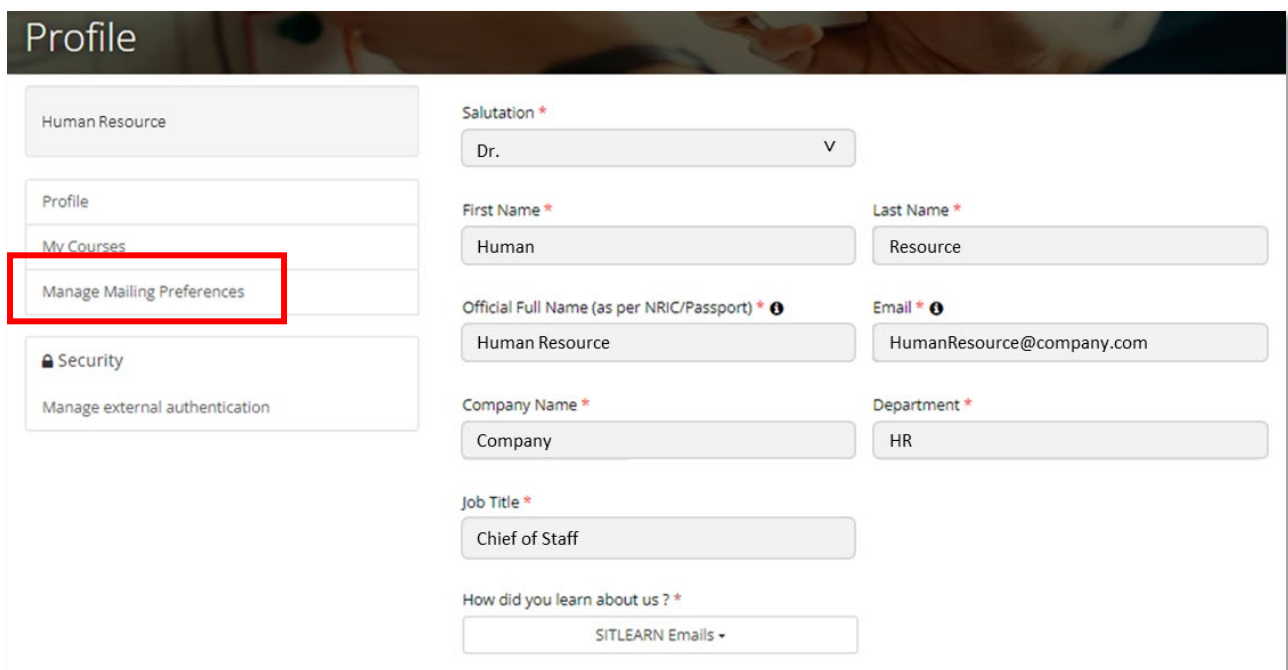 Profile
Human Resource
Profile
My Courses
Manage Mailing Preferences
Security
Manage external authentication
Salutation *
Dr. V
First Name * Last Name *
Human Resource
Official Full Name (as per NRIC/Passport) * Email *
Human Resource HumanResource@company.com
Company Name * Department *
Company HR
Job Title *
Chief of Staff
How did you learn about us ? *
SITLEARN Emails